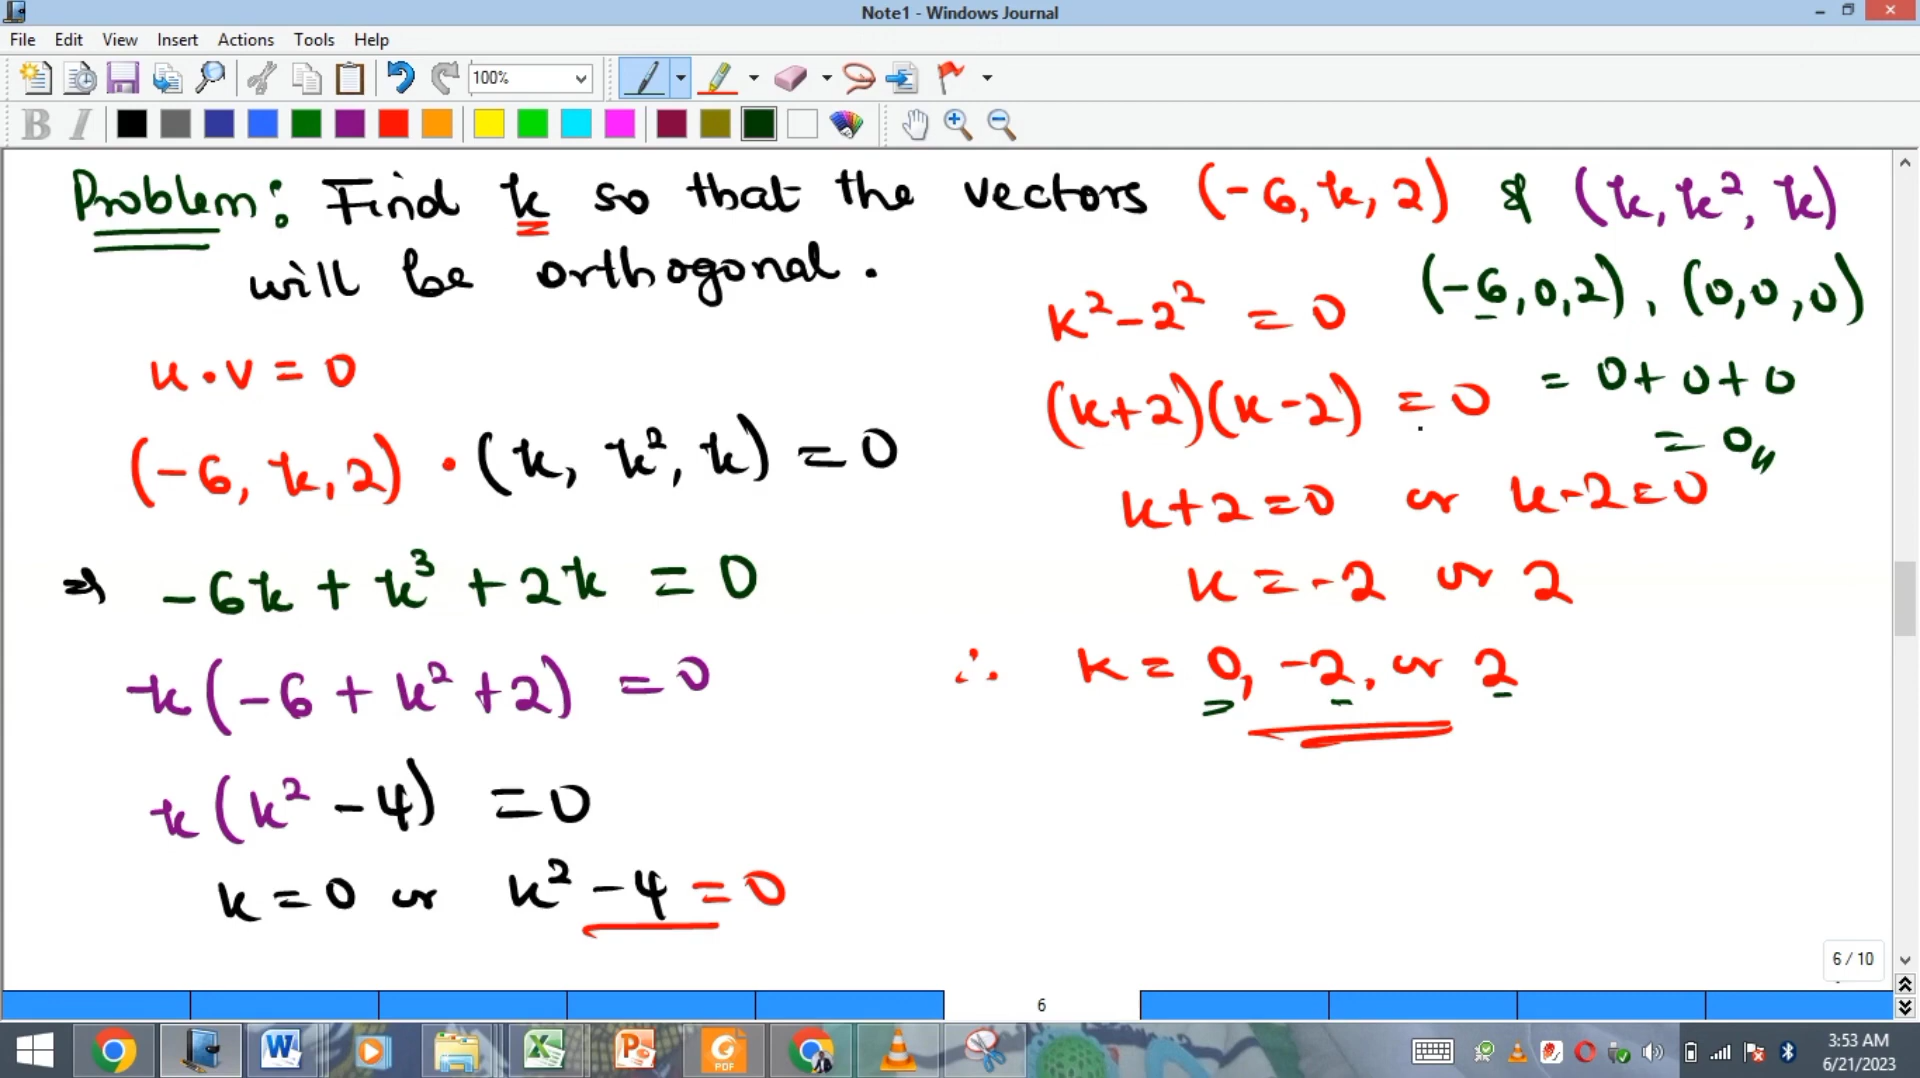 Note1 - Windows Journal
File Edit View Insert Actions Tools Help
100%
B I
Problem: Find k so that the vectors (-6, k, 2) & (k, k², k)
will be orthogonal.
u · v = 0
(-6, k, 2) · (k, k², k) = 0
⇒ -6k + k³ + 2k = 0
k(-6 + k² + 2) = 0
k(k² - 4) = 0
k = 0 or k² - 4 = 0
(-6, 0, 2), (0, 0, 0)
= 0 + 0 + 0
= 0
k² - 2² = 0
(k+2)(k-2) = 0
k+2 = 0 or k-2 = 0
k = -2 or 2
∴ k = 0, -2, or 2
6 / 10
6
PDF
3:53 AM
6/21/2023